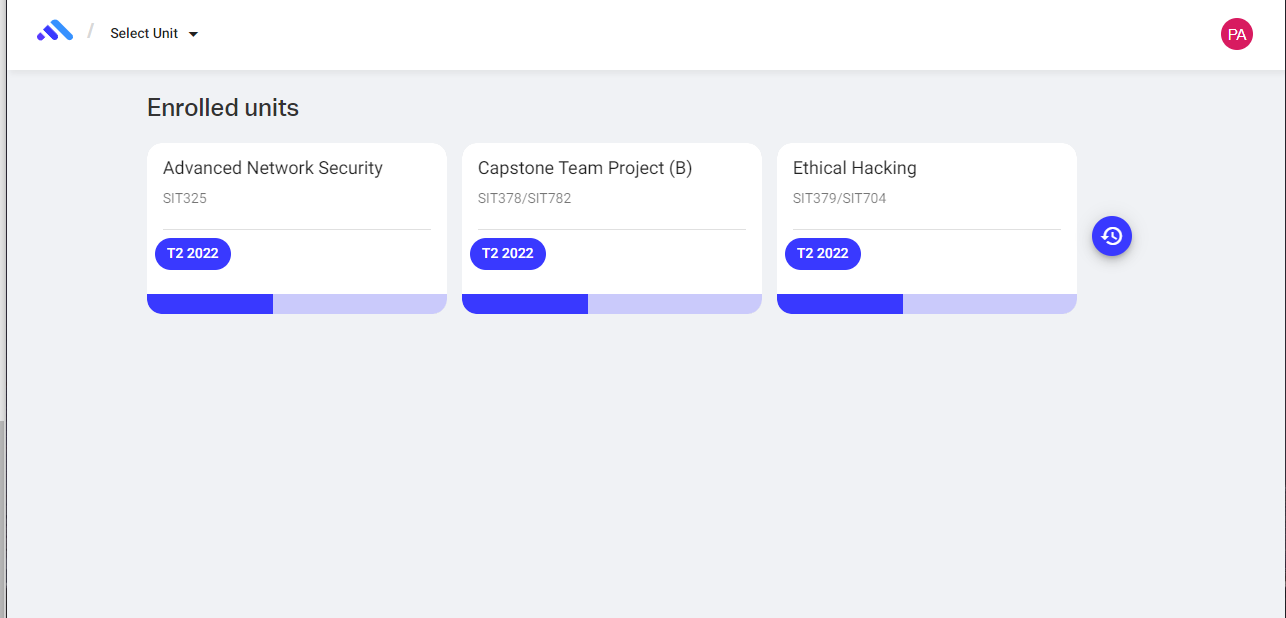 / Select Unit
PA
Enrolled units
Advanced Network Security
SIT325
T2 2022
Capstone Team Project (B)
SIT378/SIT782
T2 2022
Ethical Hacking
SIT379/SIT704
T2 2022